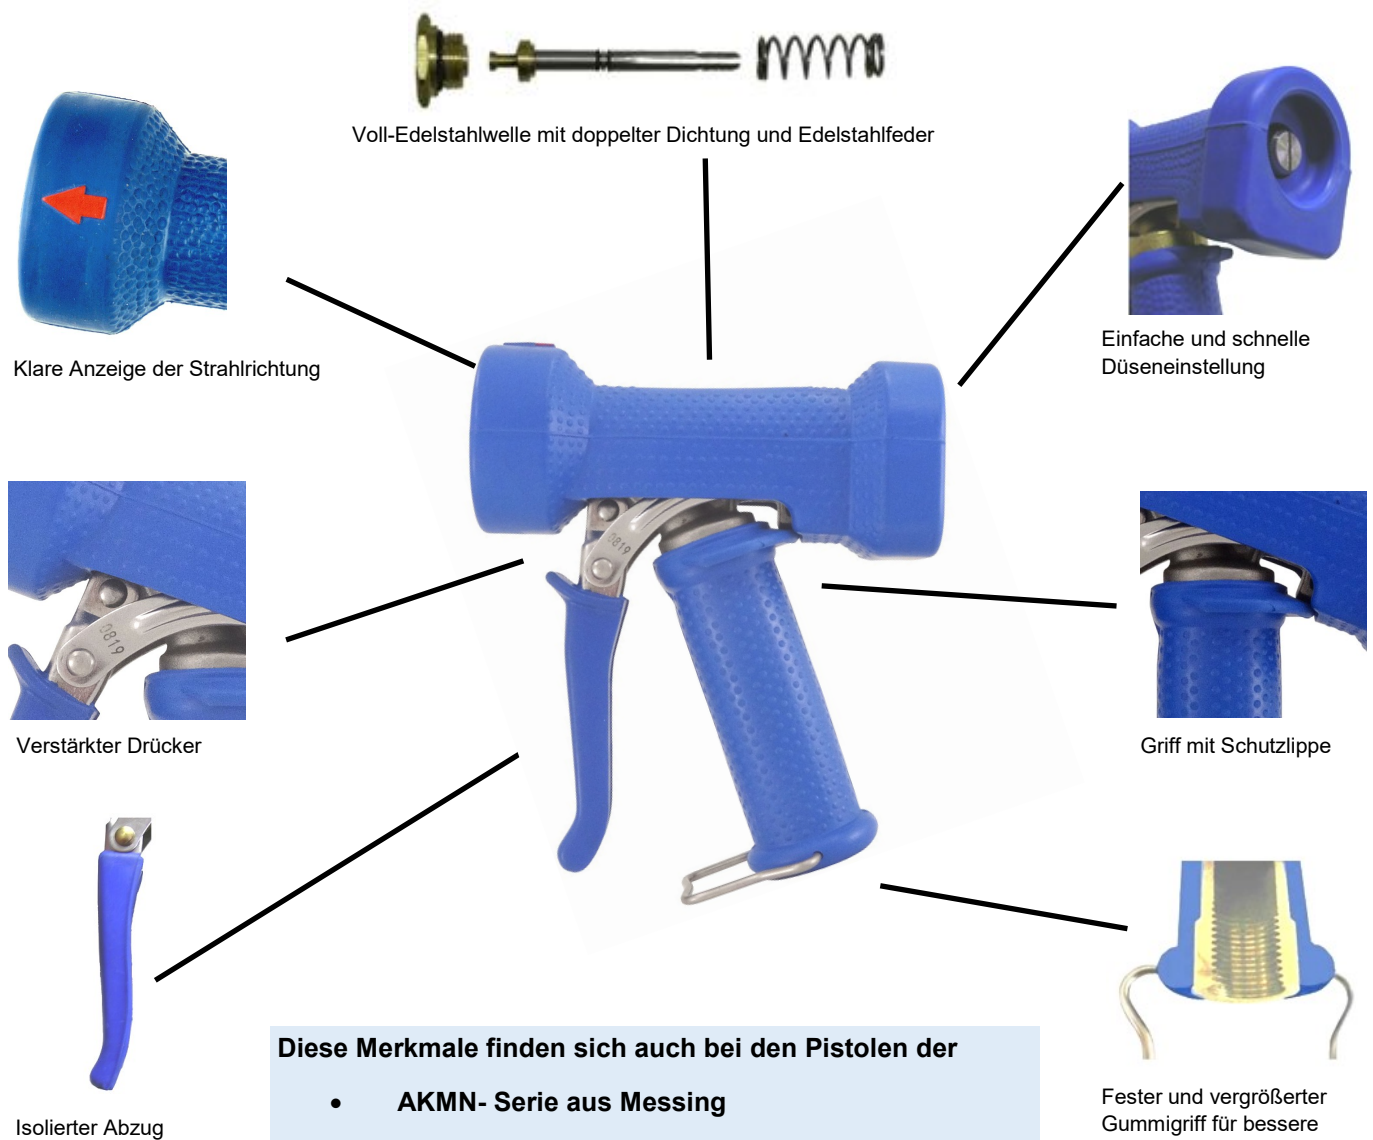 Voll-Edelstahlwelle mit doppelter Dichtung und Edelstahlfeder
Klare Anzeige der Strahlrichtung
Einfache und schnelle
Düseneinstellung
0819
0819
Verstärkter Drücker
Griff mit Schutzlippe
Isolierter Abzug
Diese Merkmale finden sich auch bei den Pistolen der
• AKMN- Serie aus Messing
Fester und vergrößerter
Gummigriff für bessere